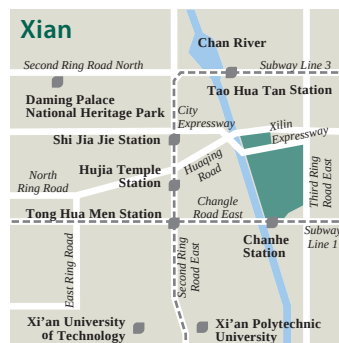 Xian
Chan River
Second Ring Road North
Subway Line 3
Daming Palace
National Heritage Park
Tao Hua Tan Station
City
Expressway
Xilin
Expressway
Shi Jia Jie Station
Huaqing
Road
Hujia Temple
Station
North
Ring Road
Third Ring
Road East
Changle
Road East
Tong Hua Men Station
Subway
Line 1
Chanhe
Station
East Ring Road
Second Ring
Road East
Xi'an University
of Technology
Xi'an Polytechnic
University